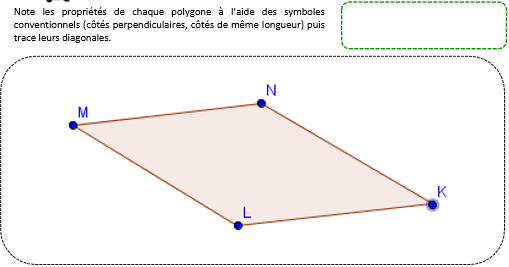 Note les propriétés de chaque polygone à l'aide des symboles
conventionnels (côtés perpendiculaires, côtés de même longueur) puis
trace leurs diagonales.
N
M
K
L